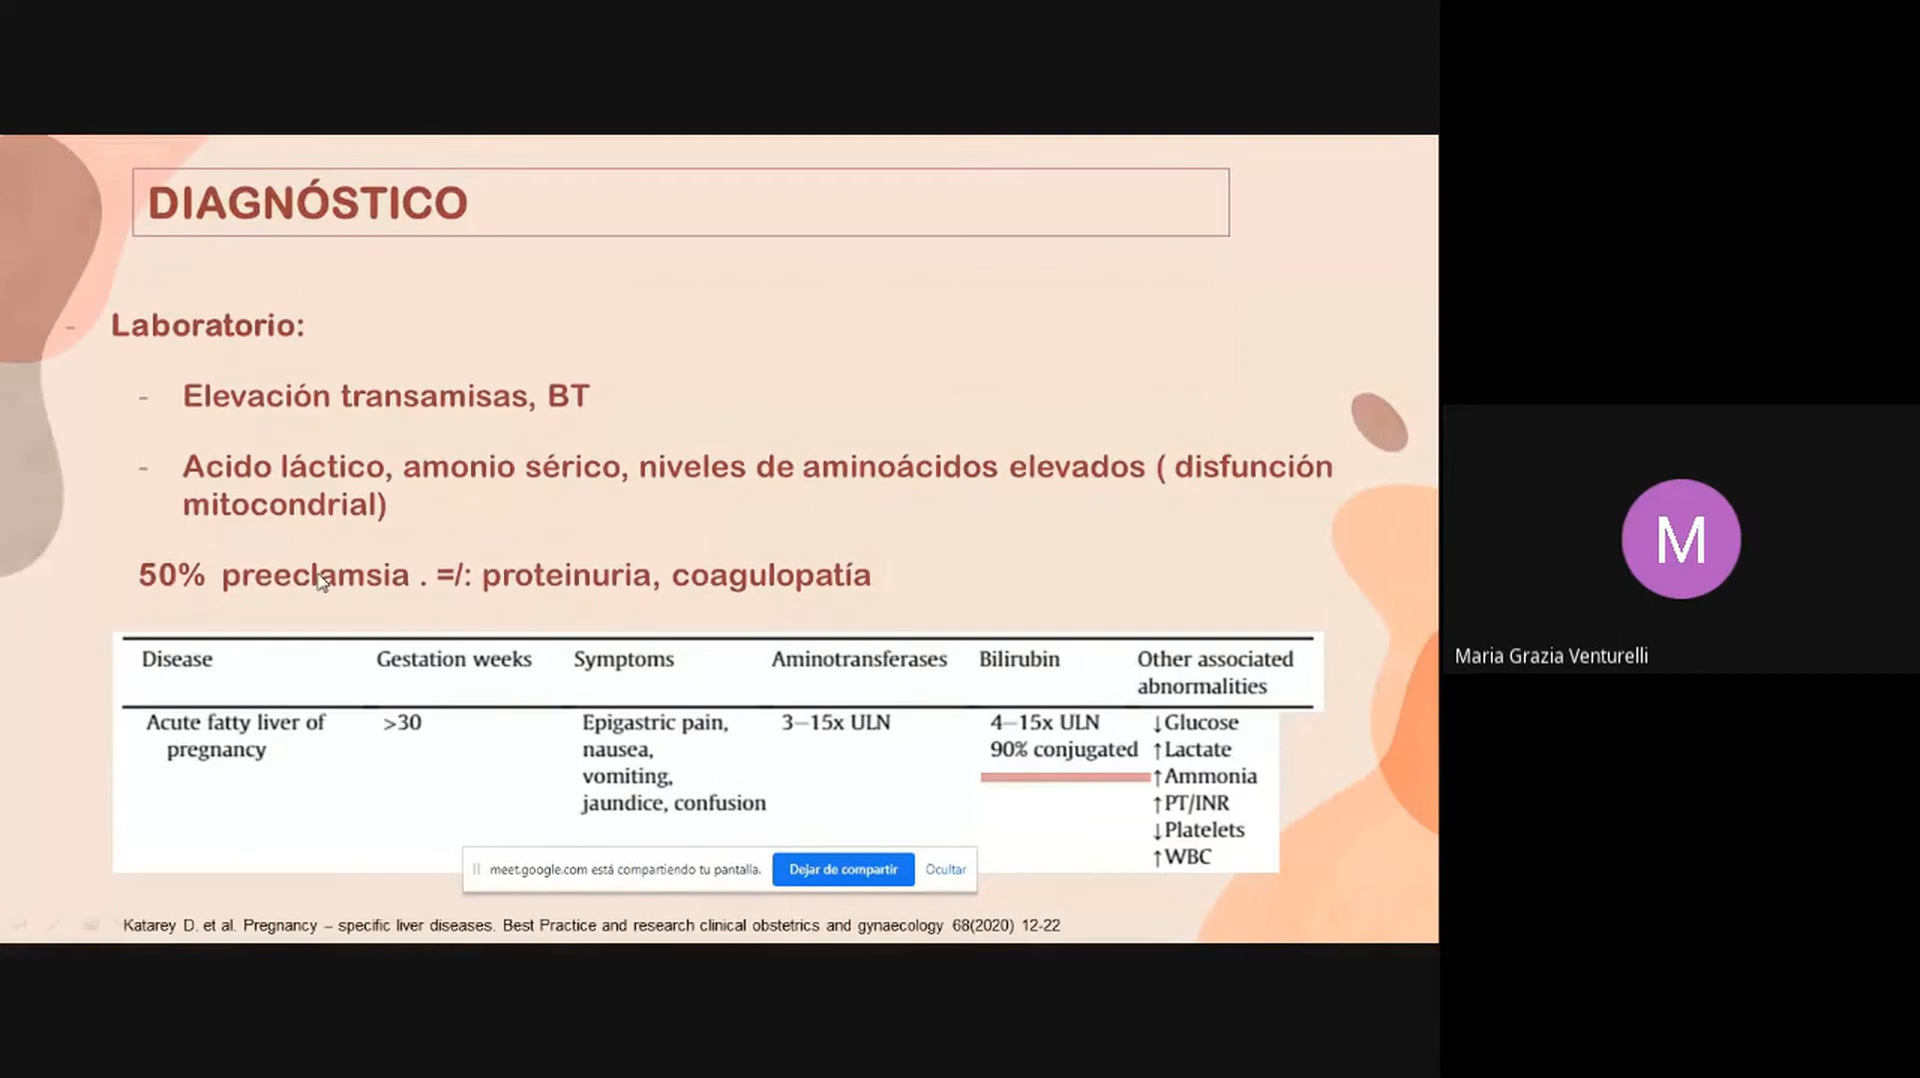 DIAGNÓSTICO
- Laboratorio:
- Elevación transamisas, BT
- Acido láctico, amonio sérico, niveles de aminoácidos elevados ( disfunción
mitocondrial)
50% preeclamsia . =/: proteinuria, coagulopatía
Disease Gestation weeks Symptoms Aminotransferases Bilirubin Other associated
abnormalities
Acute fatty liver of >30 Epigastric pain, 3–15x ULN 4–15x ULN ↓Glucose
pregnancy nausea, 90% conjugated ↑Lactate
vomiting, ↑Ammonia
jaundice, confusion ↑PT/INR
↓Platelets
↑WBC
meet.google.com está compartiendo tu pantalla. Dejar de compartir Ocultar
Katarey D. et al. Pregnancy – specific liver diseases. Best Practice and research clinical obstetrics and gynaecology 68(2020) 12-22
M
Maria Grazia Venturelli